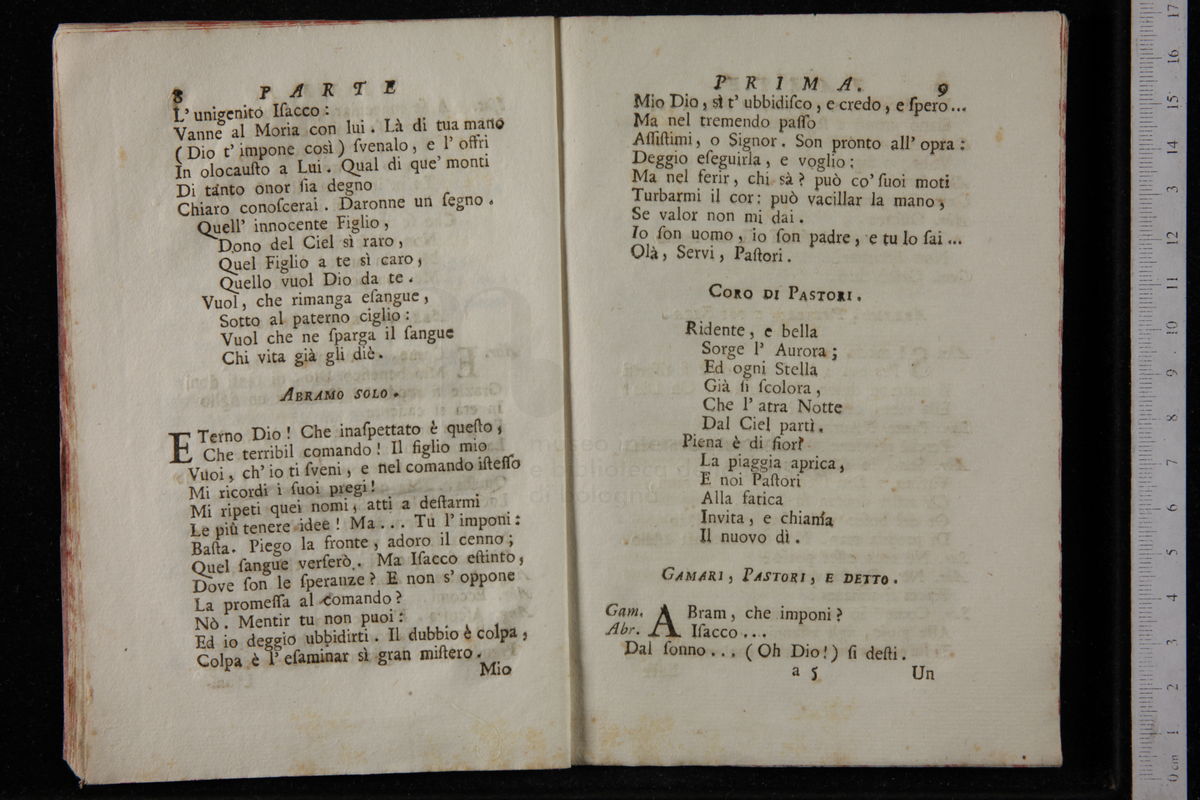 8 PARTE
L' unigenito Iſacco :
Vanne al Moria con lui . Là di tua mano
( Dio t' impone così ) ſvenalo , e l' offri
In olocauſto a Lui . Qual di que' monti
Di tanto onor ſia degno
Chiaro conoſcerai . Daronne un ſegno .
Quell' innocente Figlio ,
Dono del Ciel sì raro ,
Quel Figlio a te sì caro ,
Quello vuol Dio da te .
Vuol , che rimanga eſangue ,
Sotto al paterno ciglio :
Vuol che ne ſparga il ſangue
Chi vita già gli diè .
ABRAMO SOLO .
ETerno Dio ! Che inaſpettato è queſto ,
Che terribil comando ! Il figlio mio
Vuoi , ch' io ti ſveni , e nel comando iſteſſo
Mi ricordi i ſuoi pregi !
Mi ripeti quei nomi , atti a deſtarmi
Le più tenere idee ! Ma . . . Tu l' imponi :
Baſta . Piego la fronte , adoro il cenno ;
Quel ſangue verſerò . Ma Iſacco eſtinto ,
Dove ſon le ſperanze ? E non s' oppone
La promeſſa al comando ?
Nò . Mentir tu non puoi :
Ed io deggio ubbidirti . Il dubbio è colpa ,
Colpa è l' eſaminar sì gran miſtero .
Mio
PRIMA. 9
Mio Dio , sì t' ubbidiſco , e credo , e ſpero ...
Ma nel tremendo paſſo
Aſſiſtimi , o Signor . Son pronto all' opra :
Deggio eſeguirla , e voglio :
Ma nel ferir , chi sà ? può co' ſuoi moti
Turbarmi il cor : può vacillar la mano ,
Se valor non mi dai .
Io ſon uomo , io ſon padre , e tu lo ſai ...
Olà , Servi , Paſtori .
CORO DI PASTORI .
Ridente , e bella
Sorge l' Aurora ;
Ed ogni Stella
Già ſi ſcolora ,
Che l' atra Notte
Dal Ciel partì .
Piena è di fiori
La piaggia aprica ,
E noi Paſtori
Alla fatica
Invita , e chiama
Il nuovo dì .
GAMARI , PASTORI , E DETTO .
Gam. ABram , che imponi ?
Abr. Iſacco . . .
Dal ſonno . . . ( Oh Dio ! ) ſi deſti .
a 5 Un